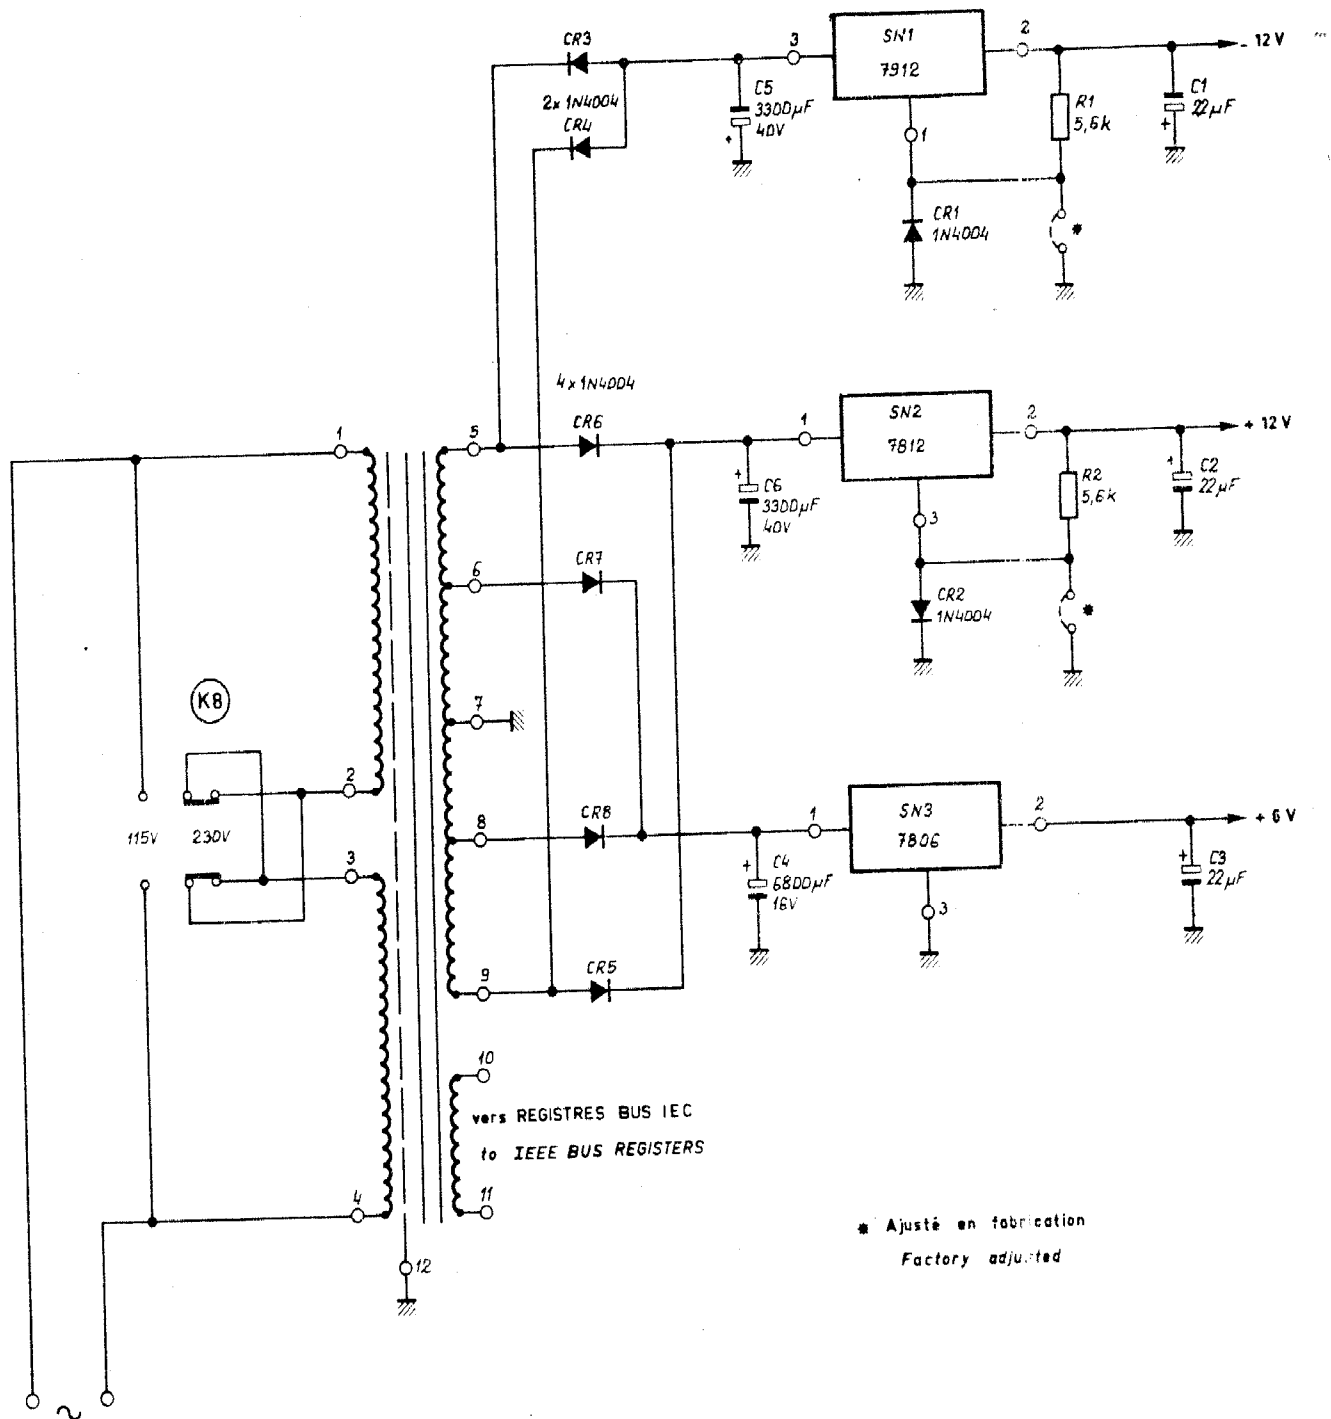 CR3
3
SN1
7912
2
- 12 V
2x 1N4004
CR4
C5
3300µF
40V
+
1
R1
5,6k
C1
22µF
+
CR1
1N4004
*
4x1N4004
1
5
CR6
1
SN2
7812
2
+ 12 V
+
C6
3300µF
40V
3
R2
5,6k
+
C2
22µF
6
CR7
CR2
1N4004
*
K8
7
2
115V
230V
3
8
CR8
1
SN3
7806
2
+ 6 V
+
C4
6800µF
16V
3
+
C3
22µF
9
CR5
10
vers REGISTRES BUS IEC
to IEEE BUS REGISTERS
11
4
12
* Ajusté en fabrication
Factory adjusted
~